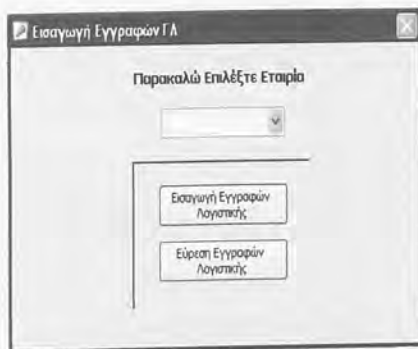 Εισαγωγή Εγγραφών ΓΛ
Παρακαλώ Επιλέξτε Εταιρία
Εισαγωγή Εγγραφών
Λογιστικής
Εύρεση Εγγραφών
Λογιστικής